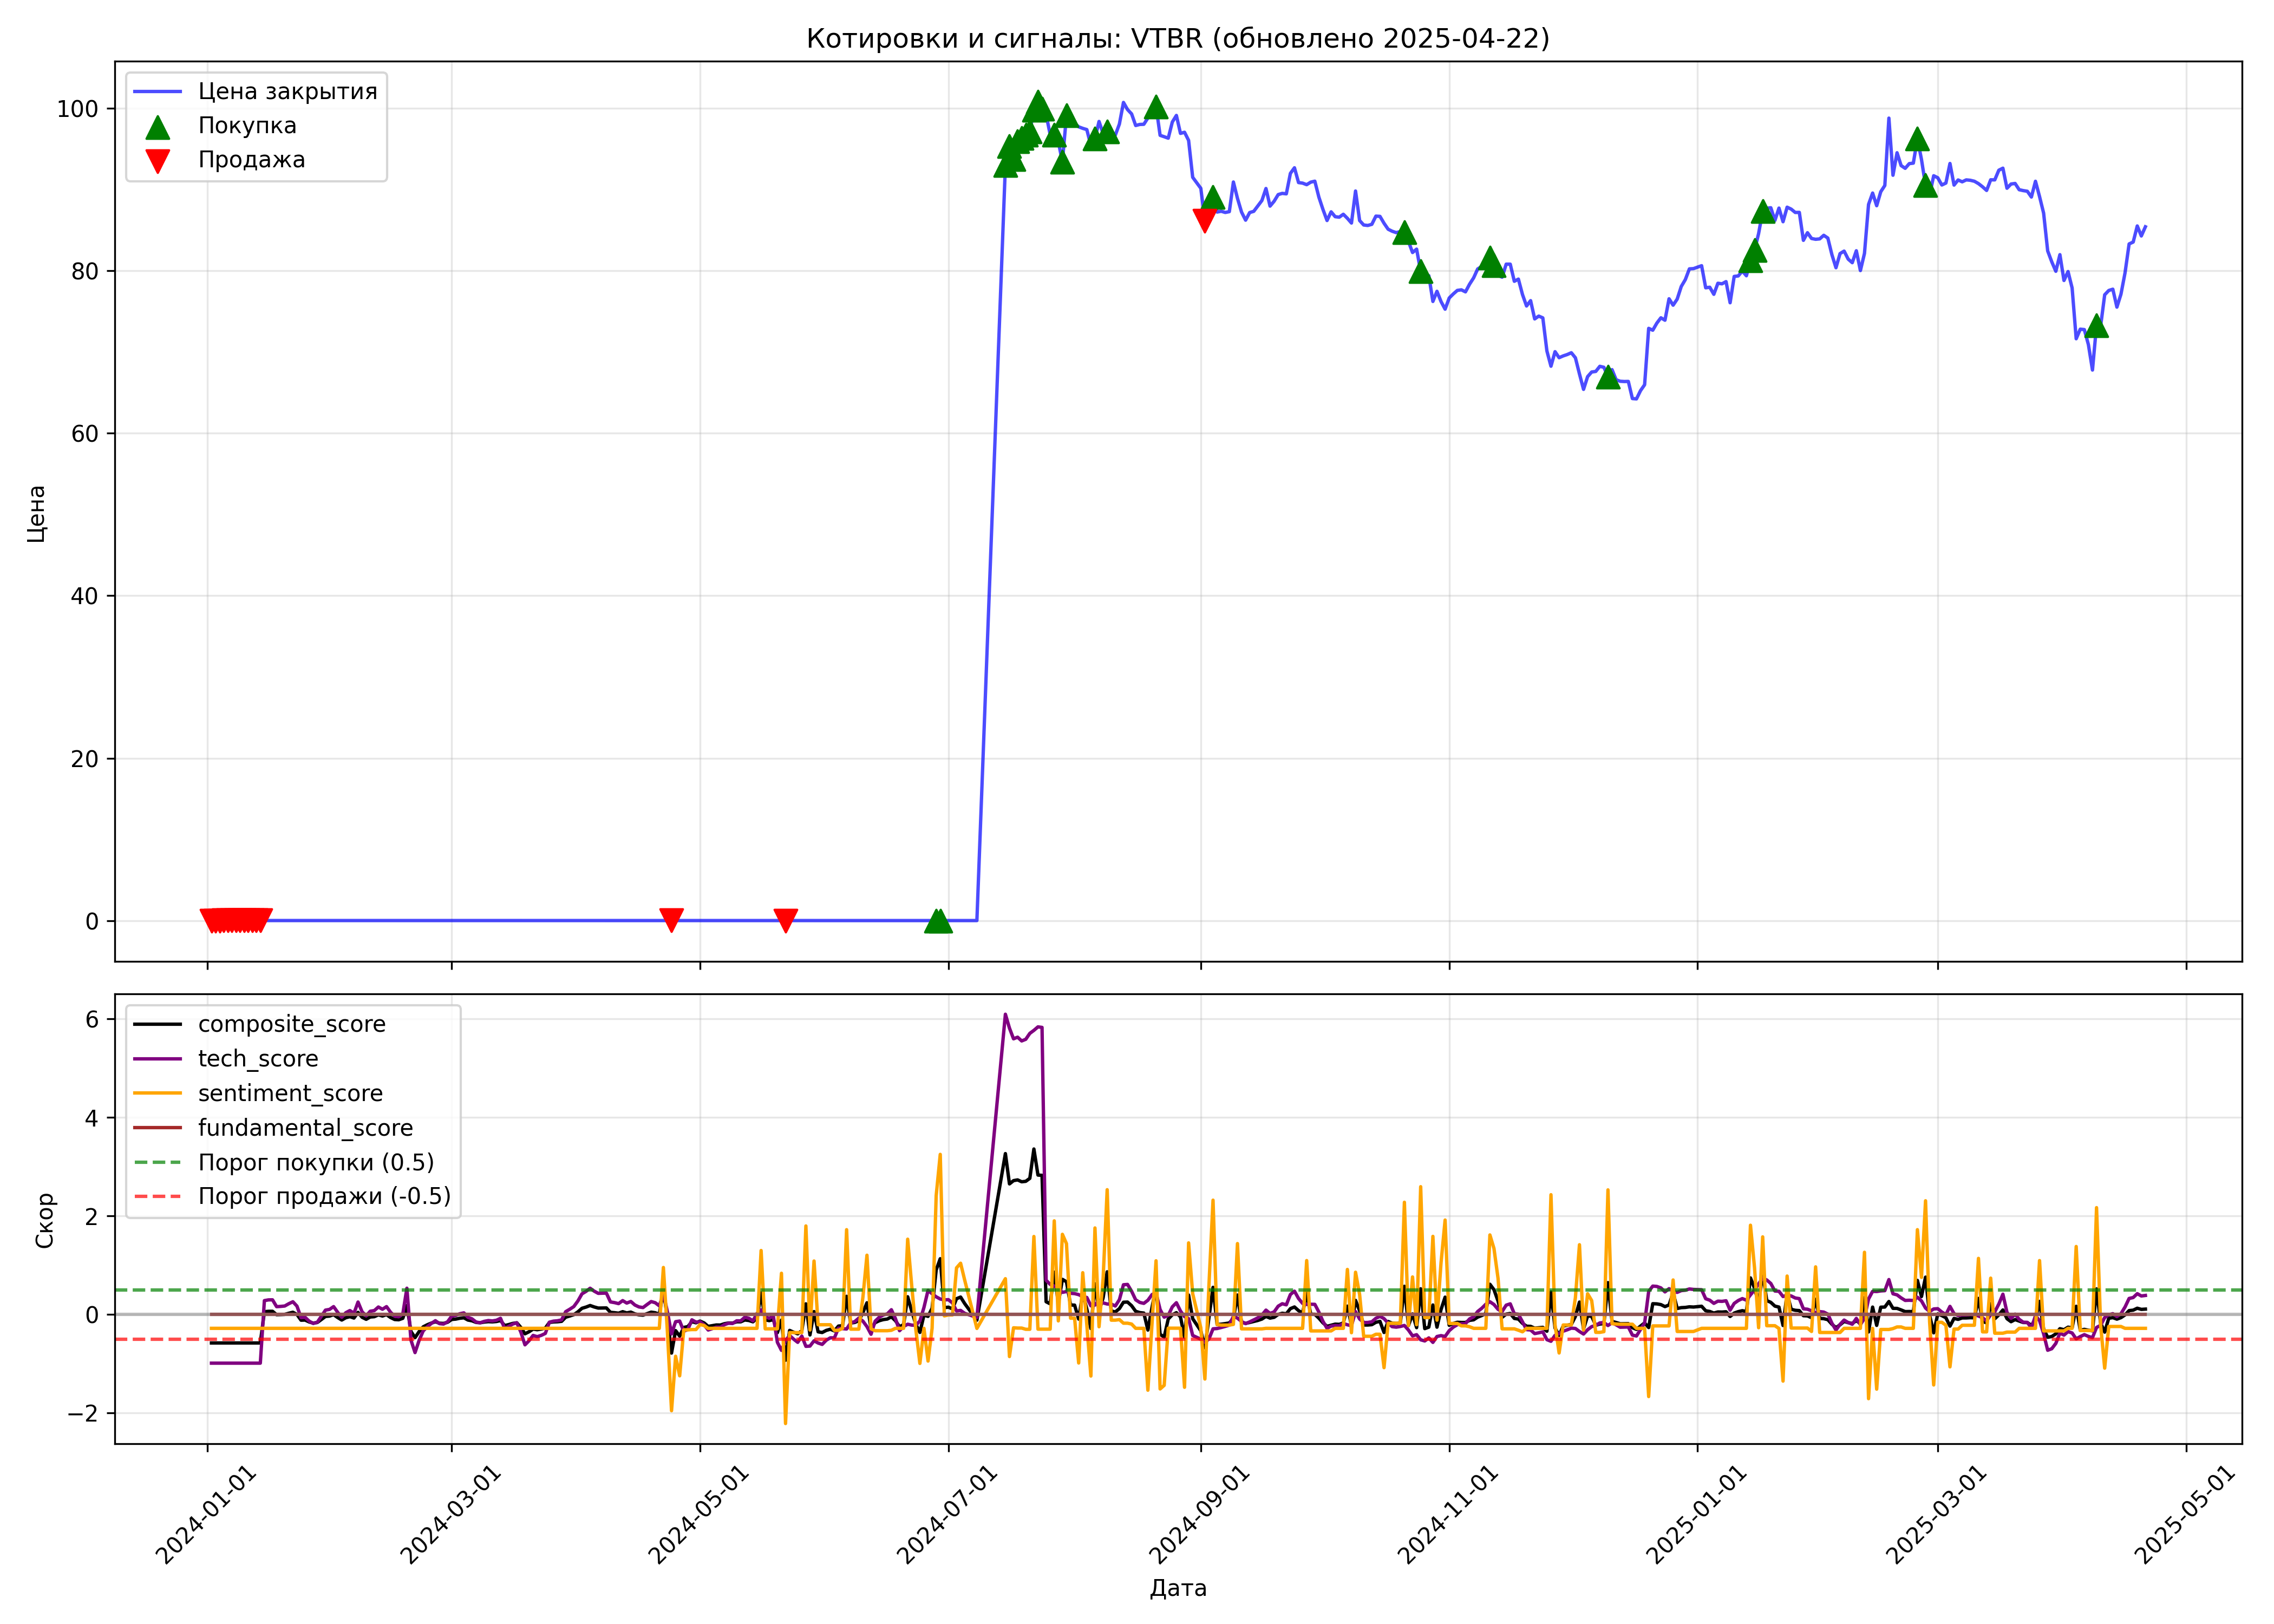 Котировки и сигналы: VTBR (обновлено 2025-04-22)
Цена закрытия
Покупка
Продажа
100
80
60
40
20
0
Цена
composite_score
tech_score
sentiment_score
fundamental_score
Порог покупки (0.5)
Порог продажи (-0.5)
6
4
2
0
−2
Скор
2024-01-01
2024-03-01
2024-05-01
2024-07-01
2024-09-01
2024-11-01
2025-01-01
2025-03-01
2025-05-01
Дата